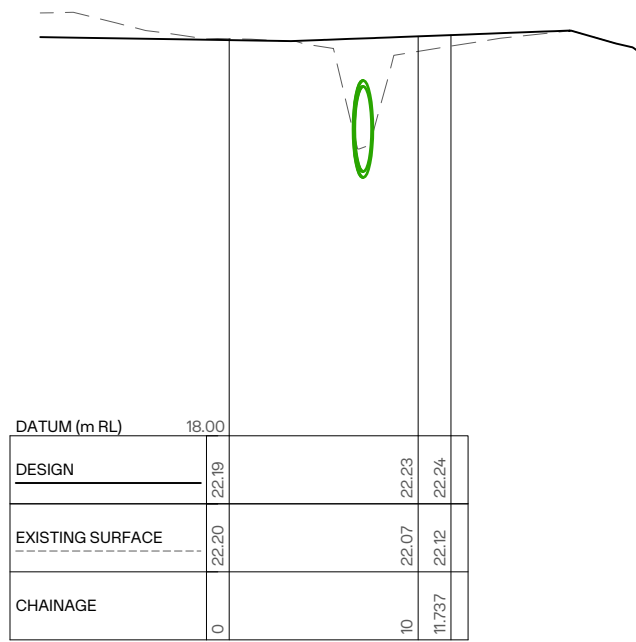 DATUM (m RL) 18.00
DESIGN 22.19 22.23 22.24
EXISTING SURFACE 22.20 22.07 22.12
CHAINAGE 0 10 11.737